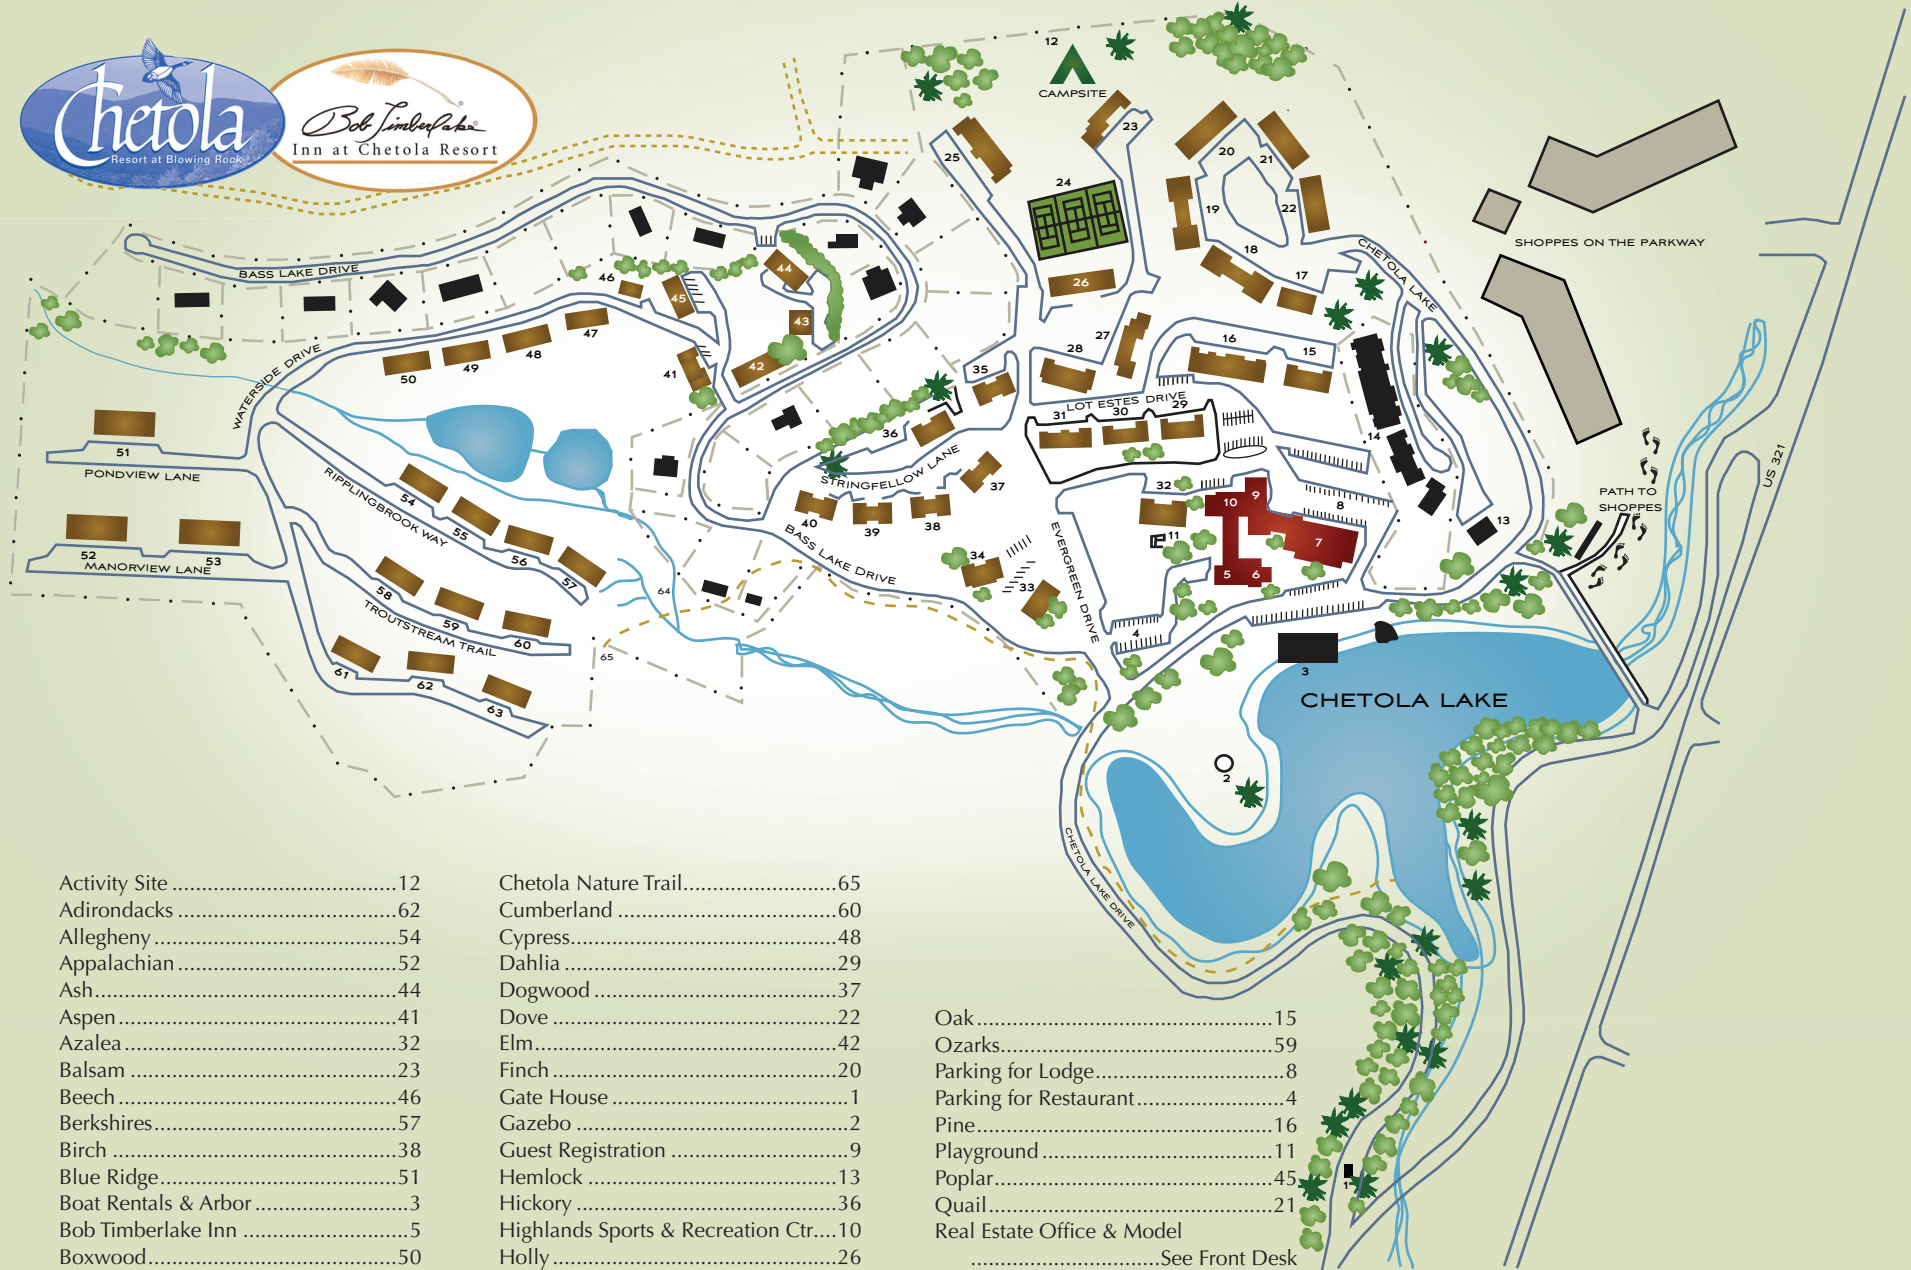 Chetola
Resort at Blowing Rock
Bob Timberlake
Inn at Chetola Resort
12
CAMPSITE
23
25
20
21
24
19
22
18
17
26
SHOPPES ON THE PARKWAY
CHETOLA LAKE
BASS LAKE DRIVE
46
45
44
43
47
48
49
50
41
42
WATERSIDE DRIVE
27
28
16
15
35
LOT ESTES DRIVE
31
30
29
36
14
STRINGFELLOW LANE
37
51
PONDVIEW LANE
RIPPLINGBROOK WAY
54
55
56
57
40
39
38
32
10
9
8
7
13
11
5
6
PATH TO
SHOPPES
US 321
52
53
MANORVIEW LANE
BASS LAKE DRIVE
34
33
EVERGREEN DRIVE
58
59
60
TROUTSTREAM TRAIL
64
65
61
62
63
4
3
CHETOLA LAKE
2
CHETOLA LAKE DRIVE
1
Activity Site ......................................12
Adirondacks .....................................62
Allegheny .........................................54
Appalachian .....................................52
Ash...................................................44
Aspen...............................................41
Azalea ..............................................32
Balsam .............................................23
Beech ...............................................46
Berkshires.........................................57
Birch ................................................38
Blue Ridge........................................51
Boat Rentals & Arbor..........................3
Bob Timberlake Inn ............................5
Boxwood..........................................50
Chetola Nature Trail..........................65
Cumberland ......................................60
Cypress.............................................48
Dahlia ..............................................29
Dogwood .........................................37
Dove ................................................22
Elm...................................................42
Finch ................................................20
Gate House ........................................1
Gazebo ..............................................2
Guest Registration ...............................9
Hemlock ...........................................13
Hickory ............................................36
Highlands Sports & Recreation Ctr....10
Holly ................................................26
Oak..................................................15
Ozarks..............................................59
Parking for Lodge................................8
Parking for Restaurant.........................4
Pine..................................................16
Playground .......................................11
Poplar...............................................45
Quail................................................21
Real Estate Office & Model
................................See Front Desk